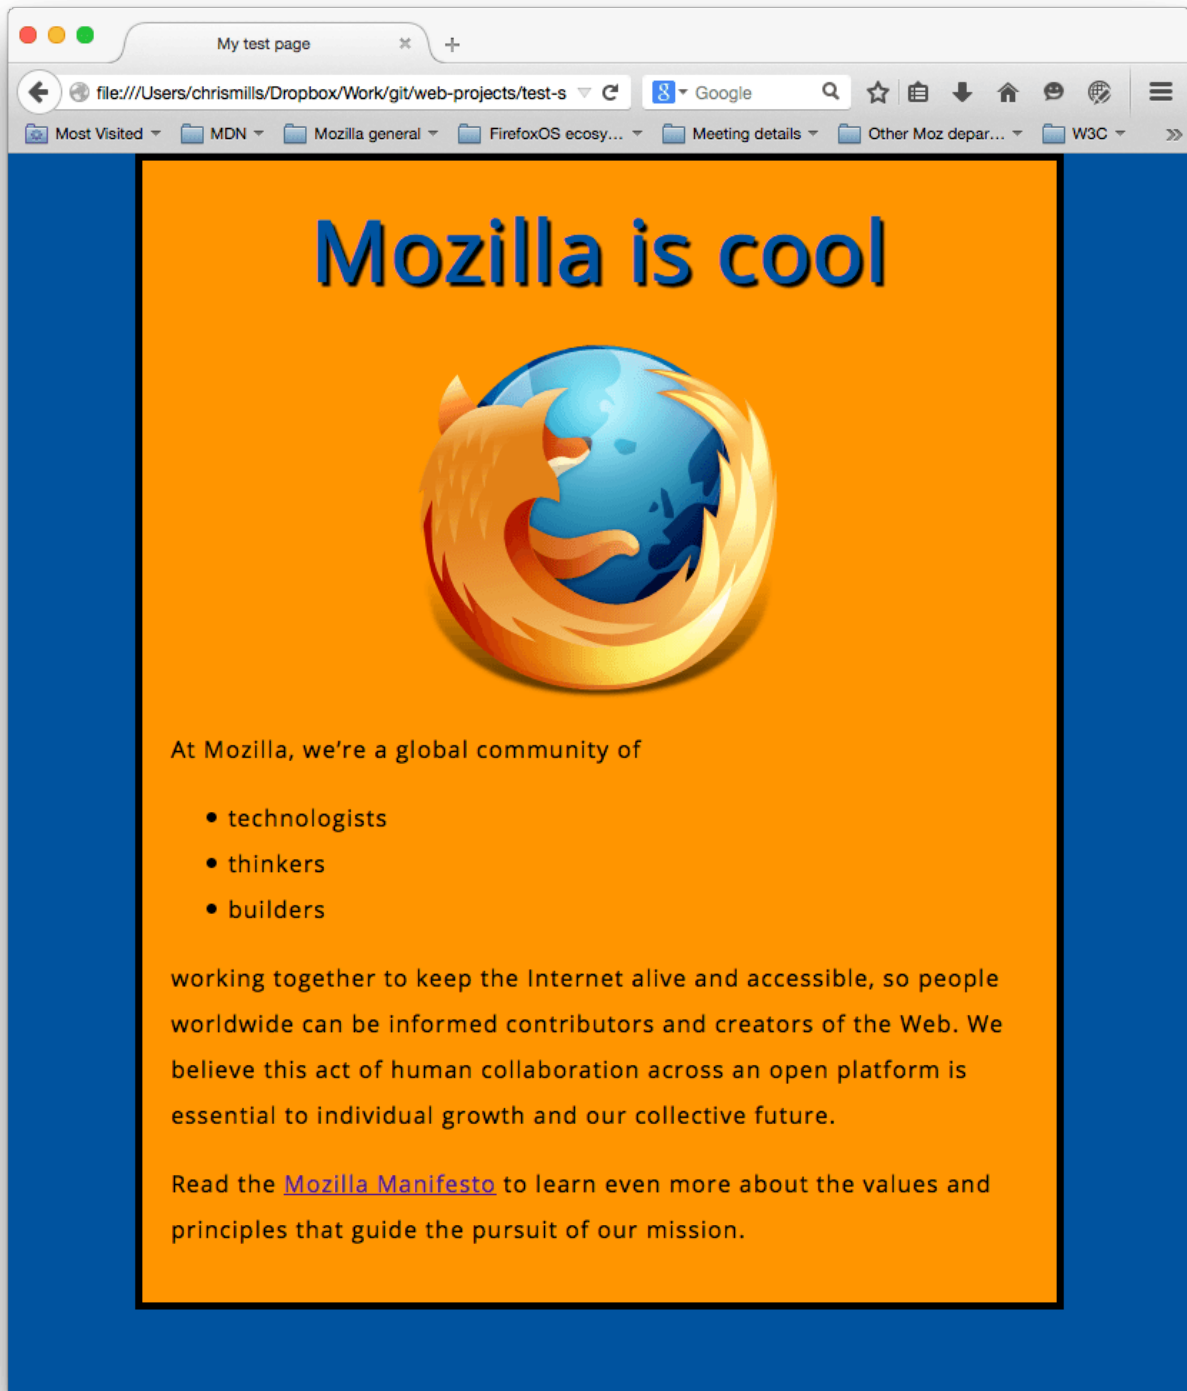 My test page
file:///Users/chrismills/Dropbox/Work/git/web-projects/test-s
8 Google
Most Visited MDN Mozilla general FirefoxOS ecosy... Meeting details Other Moz depar... W3C
Mozilla is cool
At Mozilla, we’re a global community of
technologists
thinkers
builders
working together to keep the Internet alive and accessible, so people
worldwide can be informed contributors and creators of the Web. We
believe this act of human collaboration across an open platform is
essential to individual growth and our collective future.
Read the Mozilla Manifesto to learn even more about the values and
principles that guide the pursuit of our mission.